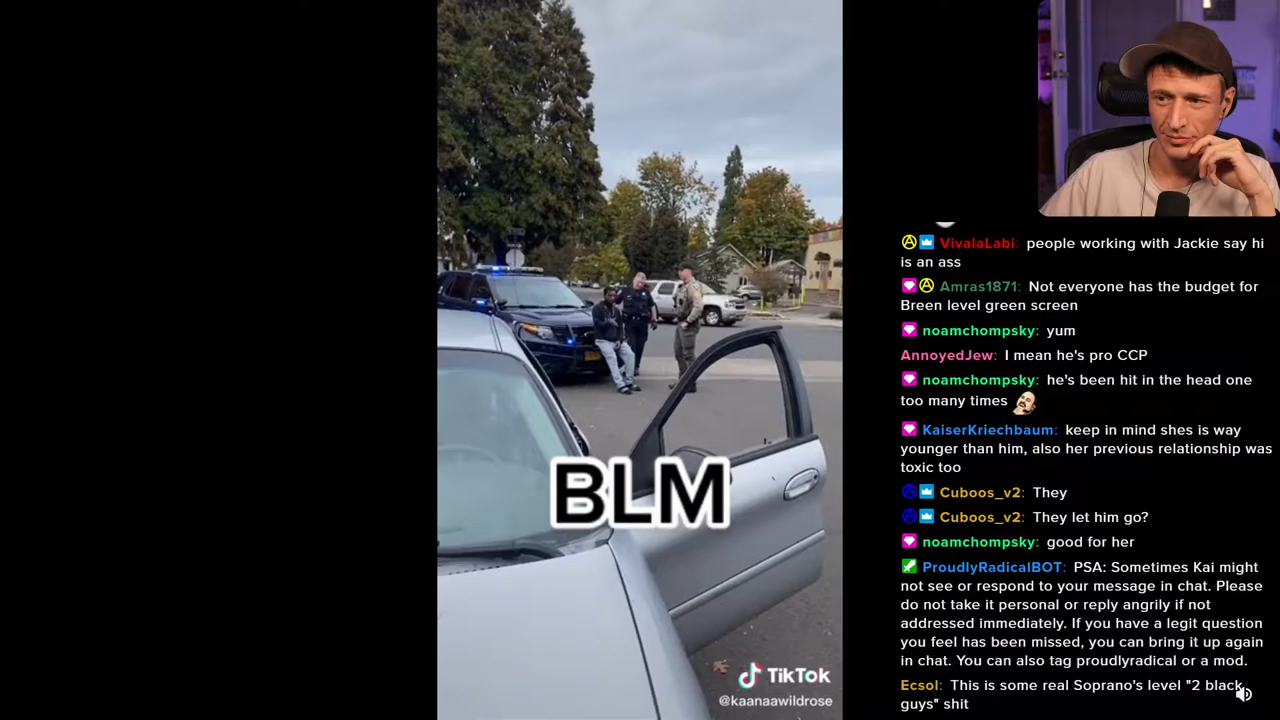 BLM
TikTok
@kaanaawildrose
VivalaLabi: people working with Jackie say hi
is an ass
Amras1871: Not everyone has the budget for
Breen level green screen
noamchompsky: yum
AnnoyedJew: I mean he's pro CCP
noamchompsky: he's been hit in the head one
too many times
KaiserKriechbaum: keep in mind shes is way
younger than him, also her previous relationship was
toxic too
Cuboos_v2: They
Cuboos_v2: They let him go?
noamchompsky: good for her
ProudlyRadicalBOT: PSA: Sometimes Kai might
not see or respond to your message in chat. Please
do not take it personal or reply angrily if not
addressed immediately. If you have a legit question
you feel has been missed, you can bring it up again
in chat. You can also tag proudlyradical or a mod.
Ecsol: This is some real Soprano's level "2 black
guys" shit